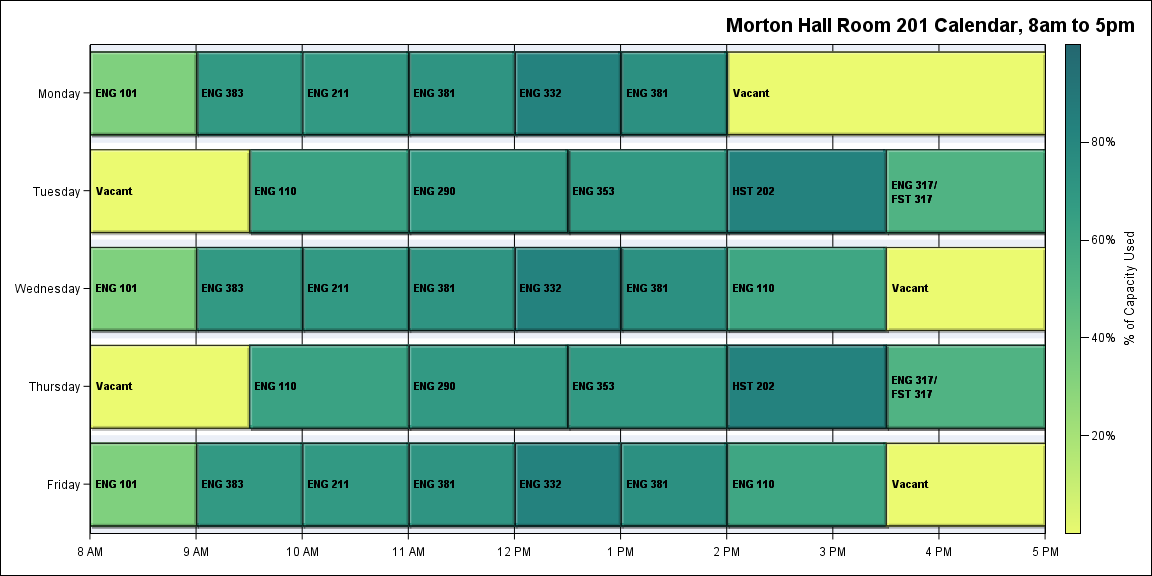 Morton Hall Room 201 Calendar, 8am to 5pm
Monday
ENG 101
ENG 383
ENG 211
ENG 381
ENG 332
ENG 381
Vacant
Tuesday
Vacant
ENG 110
ENG 290
ENG 353
HST 202
ENG 317/
FST 317
Wednesday
ENG 101
ENG 383
ENG 211
ENG 381
ENG 332
ENG 381
ENG 110
Vacant
Thursday
Vacant
ENG 110
ENG 290
ENG 353
HST 202
ENG 317/
FST 317
Friday
ENG 101
ENG 383
ENG 211
ENG 381
ENG 332
ENG 381
ENG 110
Vacant
8 AM
9 AM
10 AM
11 AM
12 PM
1 PM
2 PM
3 PM
4 PM
5 PM
80%
60%
40%
20%
% of Capacity Used